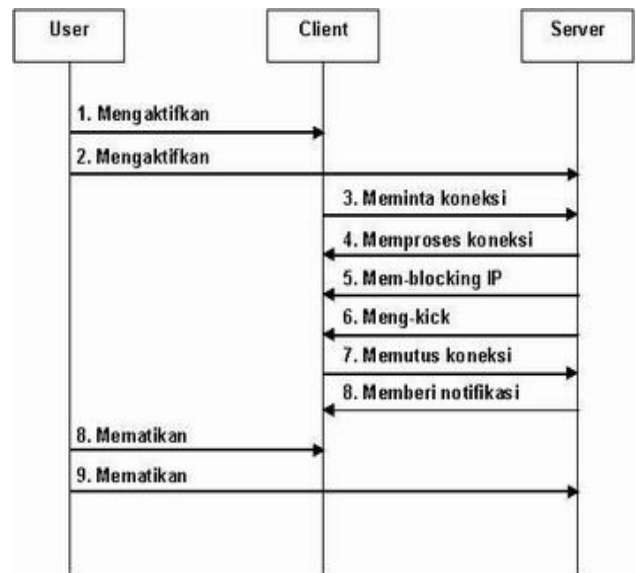 User
Client
Server
1. Mengaktifkan
2. Mengaktifkan
3. Meminta koneksi
4. Memproses koneksi
5. Mem-blocking IP
6. Meng-kick
7. Memutus koneksi
8. Memberi notifikasi
8. Mematikan
9. Mematikan